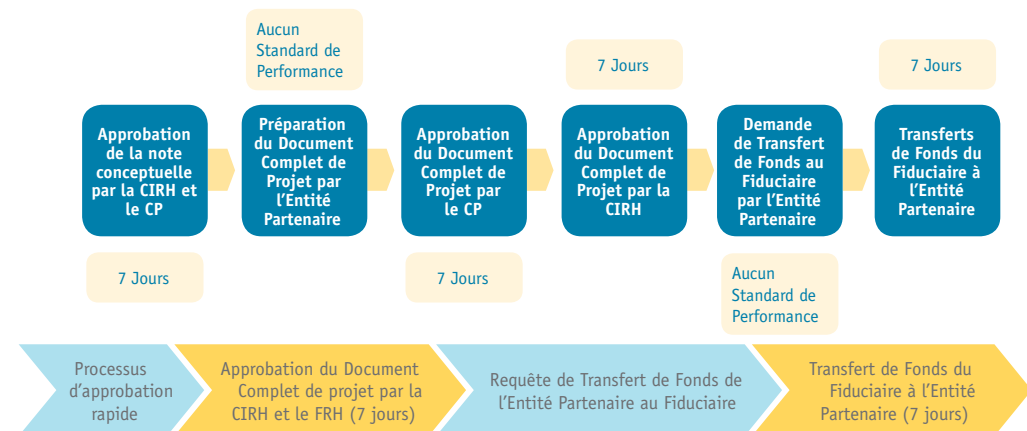 Aucun
Standard de
Performance
7 Jours
7 Jours
Approbation
de la note
conceptuelle
par la CIRH et
le CP
Préparation
du Document
Complet de
Projet par
l'Entité
Partenaire
Approbation
du Document
Complet de
Projet par
le CP
Approbation
du Document
Complet de
Projet par la
CIRH
Demande
de Transfert
de Fonds au
Fiduciaire
par l'Entité
Partenaire
Transferts
de Fonds du
Fiduciaire à
l'Entité
Partenaire
7 Jours
7 Jours
Aucun
Standard de
Performance
Processus
d'approbation
rapide
Approbation du Document
Complet de projet par la
CIRH et le FRH (7 jours)
Requête de Transfert de Fonds de
l'Entité Partenaire au Fiduciaire
Transfert de Fonds du
Fiduciaire à l'Entité
Partenaire (7 jours)